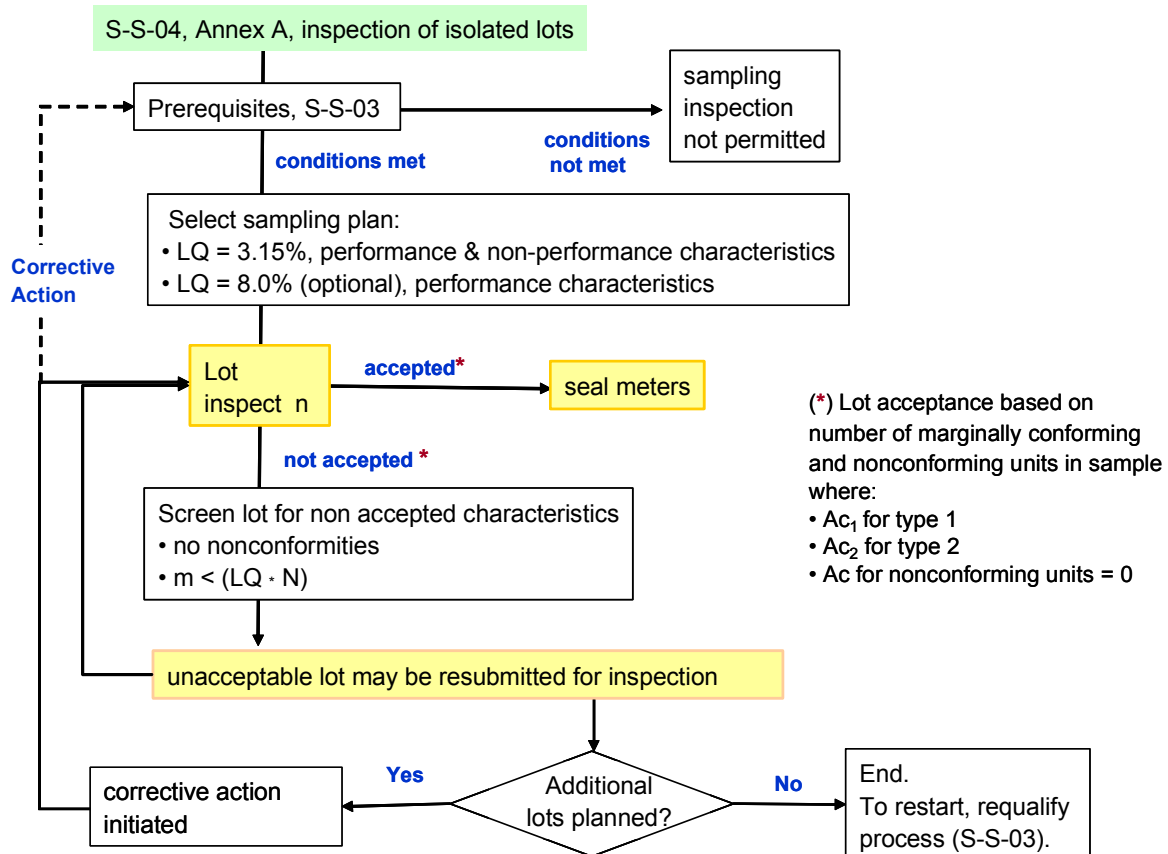 S-S-04, Annex A, inspection of isolated lots
Prerequisites, S-S-03
sampling
inspection
not permitted
conditions met
conditions
not met
Select sampling plan:
• LQ = 3.15%, performance & non-performance characteristics
• LQ = 8.0% (optional), performance characteristics
Corrective
Action
Lot
inspect n
accepted*
seal meters
(*) Lot acceptance based on
number of marginally conforming
and nonconforming units in sample
where:
• Ac₁ for type 1
• Ac₂ for type 2
• Ac for nonconforming units = 0
not accepted *
Screen lot for non accepted characteristics
• no nonconformities
• m < (LQ * N)
unacceptable lot may be resubmitted for inspection
corrective action
initiated
Yes
Additional
lots planned?
No
End.
To restart, requalify
process (S-S-03).